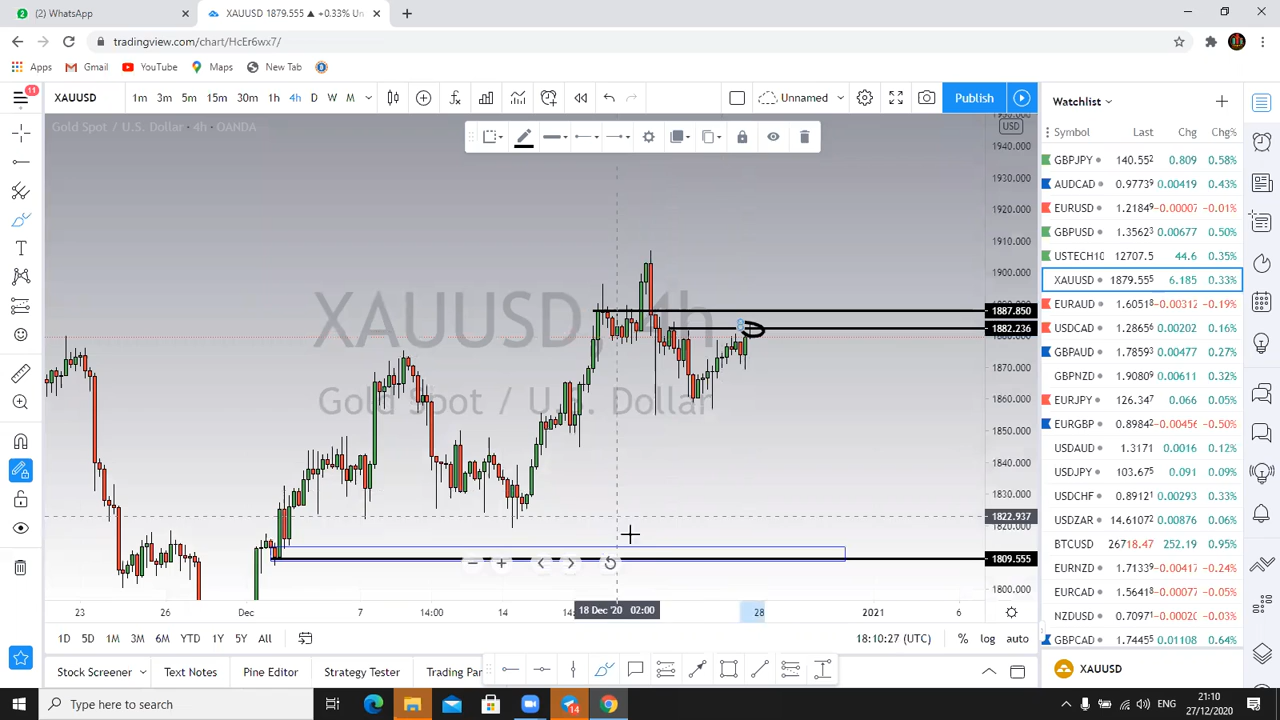 (2) WhatsApp
XAUUSD 1879.555 ▲ +0.33% Un
tradingview.com/chart/HcEr6wx7/
Apps
Gmail
YouTube
Maps
New Tab
11
XAUUSD
1m 3m 5m 15m 30m 1h 4h D W M
Unnamed
Publish
Watchlist
Gold Spot / U.S. Dollar · 4h · OANDA
USD
XAUUSD, 4h
Gold Spot / U.S. Dollar
1940.000
1930.000
1920.000
1910.000
1900.000
1887.850
1882.236
1870.000
1860.000
1850.000
1840.000
1830.000
1822.937
1809.555
1800.000
23 26 Dec 7 14:00 14 18 Dec '20 02:00 28 2021 6
Symbol Last Chg Chg%
GBPJPY 140.552 0.809 0.58%
AUDCAD 0.97739 0.00419 0.43%
EURUSD 1.21849 -0.00007 -0.01%
GBPUSD 1.35623 0.00677 0.50%
USTECH10 12707.5 44.6 0.35%
XAUUSD 1879.555 6.185 0.33%
EURAUD 1.60518 -0.00312 -0.19%
USDCAD 1.28656 0.00202 0.16%
GBPAUD 1.78593 0.00477 0.27%
GBPNZD 1.90809 0.00611 0.32%
EURJPY 126.347 0.066 0.05%
EURGBP 0.89842 -0.00456 -0.50%
USDAUD 1.3171 0.0016 0.12%
USDJPY 103.675 0.091 0.09%
USDCHF 0.89121 0.00293 0.33%
USDZAR 14.61072 0.00876 0.06%
BTCUSD 26718.47 252.19 0.95%
EURNZD 1.71339 -0.00417 -0.24%
EURCAD 1.56418 0.00056 0.04%
NZDUSD 0.70971 -0.00020 -0.03%
GBPCAD 1.74455 0.01108 0.64%
1D 5D 1M 3M 6M YTD 1Y 5Y All
18:10:27 (UTC)
% log auto
Stock Screener
Text Notes
Pine Editor
Strategy Tester
Trading Pan
XAUUSD
Type here to search
14
ENG
21:10
27/12/2020